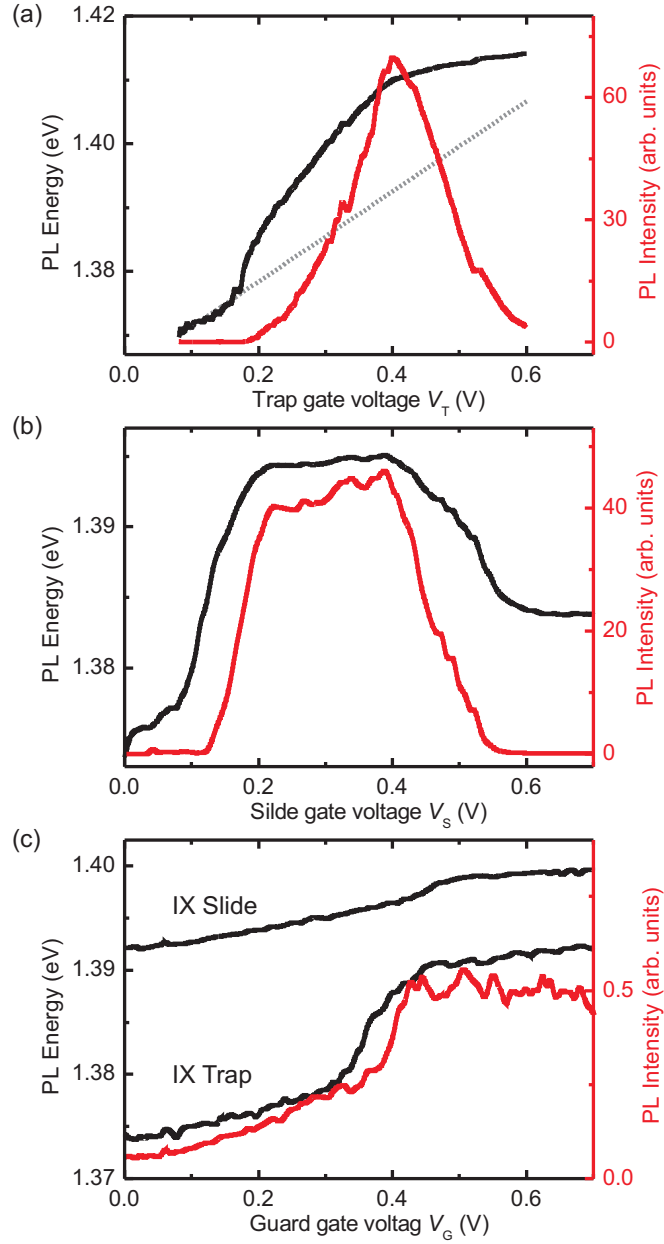 (a)
1.42
1.40
1.38
PL Energy (eV)
60
30
0
PL Intensity (arb. units)
0.0 0.2 0.4 0.6
Trap gate voltage V_T (V)
(b)
1.39
1.38
PL Energy (eV)
40
20
0
PL Intensity (arb. units)
0.0 0.2 0.4 0.6
Silde gate voltage V_S (V)
(c)
1.40
1.39
1.38
1.37
PL Energy (eV)
IX Slide
IX Trap
0.5
0.0
PL Intensity (arb. units)
0.0 0.2 0.4 0.6
Guard gate voltag V_G (V)